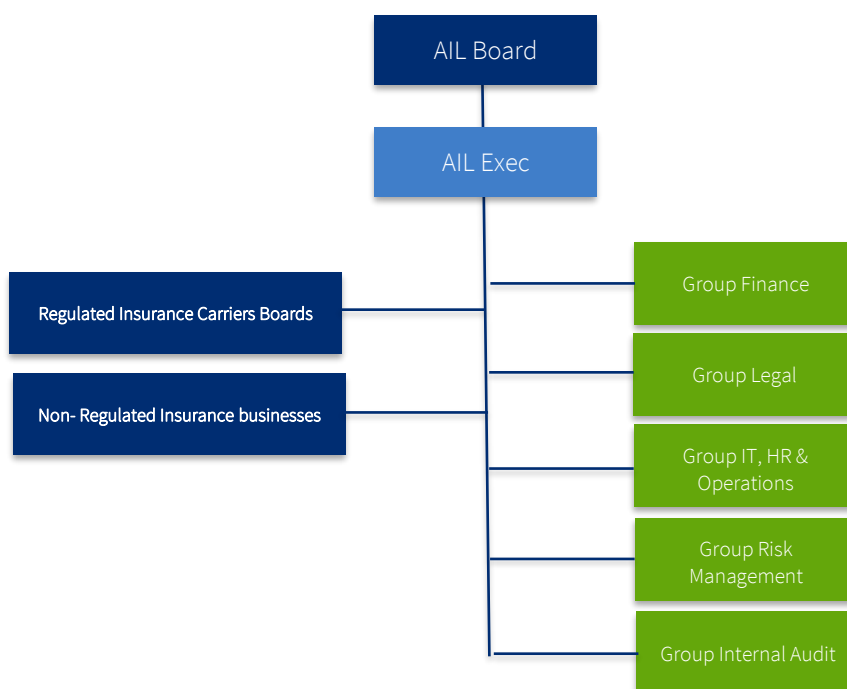 AIL Board
AIL Exec
Regulated Insurance Carriers Boards
Non- Regulated Insurance businesses
Group Finance
Group Legal
Group IT, HR &
Operations
Group Risk
Management
Group Internal Audit